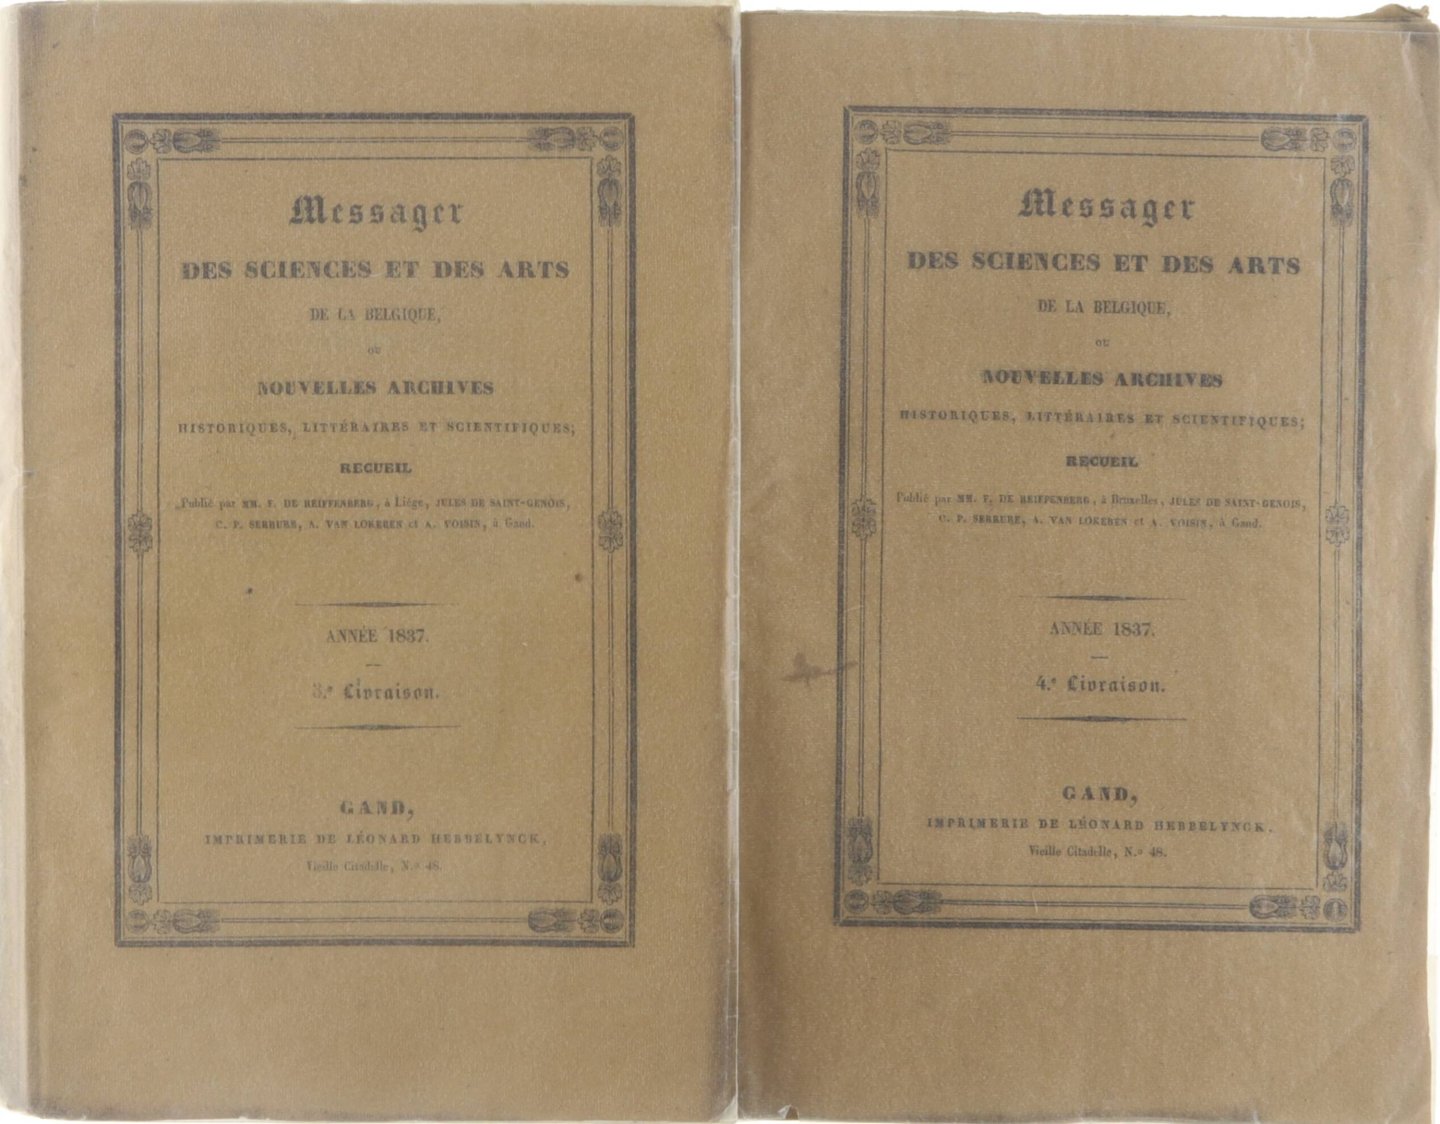 Messager
DES SCIENCES ET DES ARTS
DE LA BELGIQUE,
OU
NOUVELLES ARCHIVES
HISTORIQUES, LITTÉRAIRES ET SCIENTIFIQUES;
RECUEIL
Publié par MM. F. DE REIFFENBERG, à Liége, JULES DE SAINT-GENOIS,
C. P. SERRURE, A. VAN LOKEREN et A. VOISIN, à Gand.
ANNÉE 1837.
3.e Livraison.
GAND,
IMPRIMERIE DE LÉONARD HEBBELYNCK,
Vieille Citadelle, N.o 48.
Messager
DES SCIENCES ET DES ARTS
DE LA BELGIQUE,
OU
NOUVELLES ARCHIVES
HISTORIQUES, LITTÉRAIRES ET SCIENTIFIQUES;
RECUEIL
Publié par MM. F. DE REIFFENBERG, à Bruxelles, JULES DE SAINT-GENOIS,
C. P. SERRURE, A. VAN LOKEREN et A. VOISIN, à Gand.
ANNÉE 1837.
4.e Livraison.
GAND,
IMPRIMERIE DE LÉONARD HEBBELYNCK,
Vieille Citadelle, N.o 48.